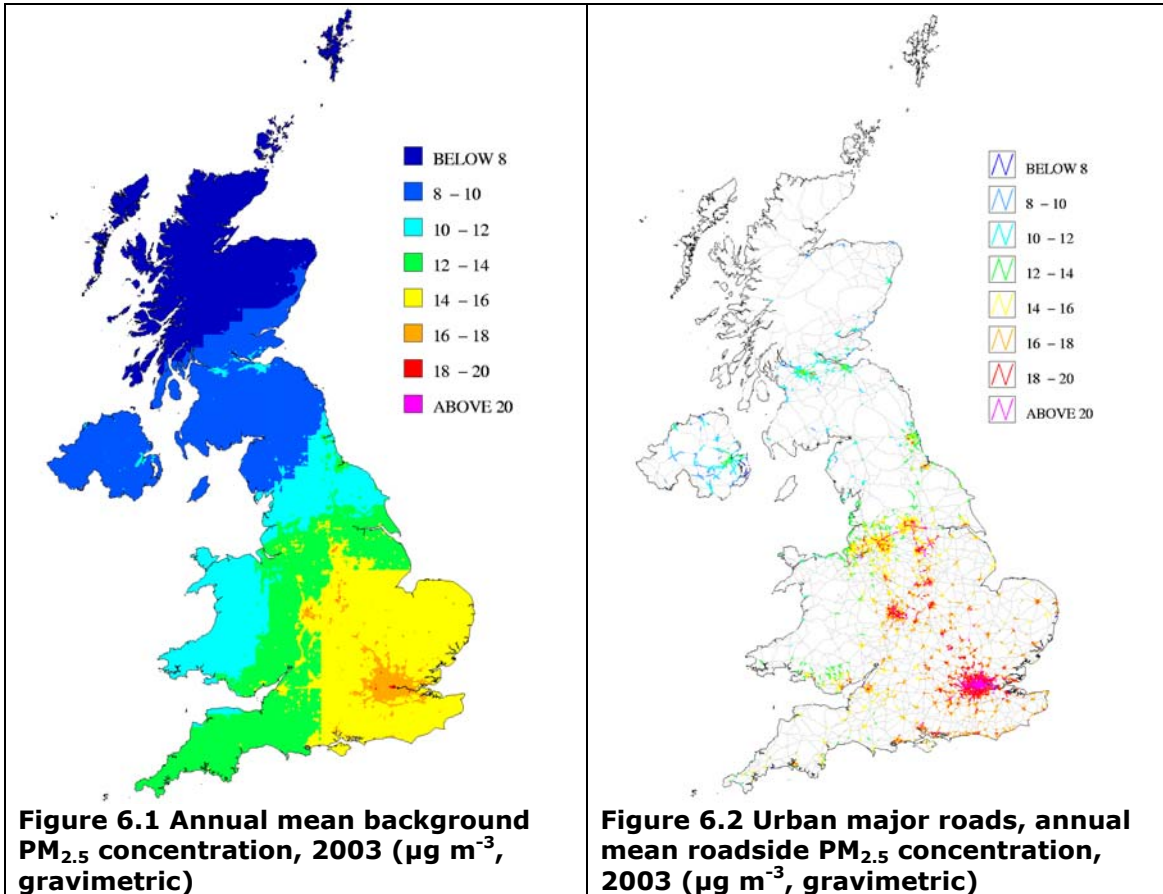 BELOW 8
8 – 10
10 – 12
12 – 14
14 – 16
16 – 18
18 – 20
ABOVE 20
Figure 6.1 Annual mean background
PM2.5 concentration, 2003 (µg m-3,
gravimetric)
BELOW 8
8 – 10
10 – 12
12 – 14
14 – 16
16 – 18
18 – 20
ABOVE 20
Figure 6.2 Urban major roads, annual
mean roadside PM2.5 concentration,
2003 (µg m-3, gravimetric)